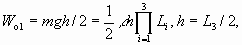 W_{o1} = mgh/2 = \frac{1}{2} , h \prod_{i=1}^{3} L_i , h = L_3/2,